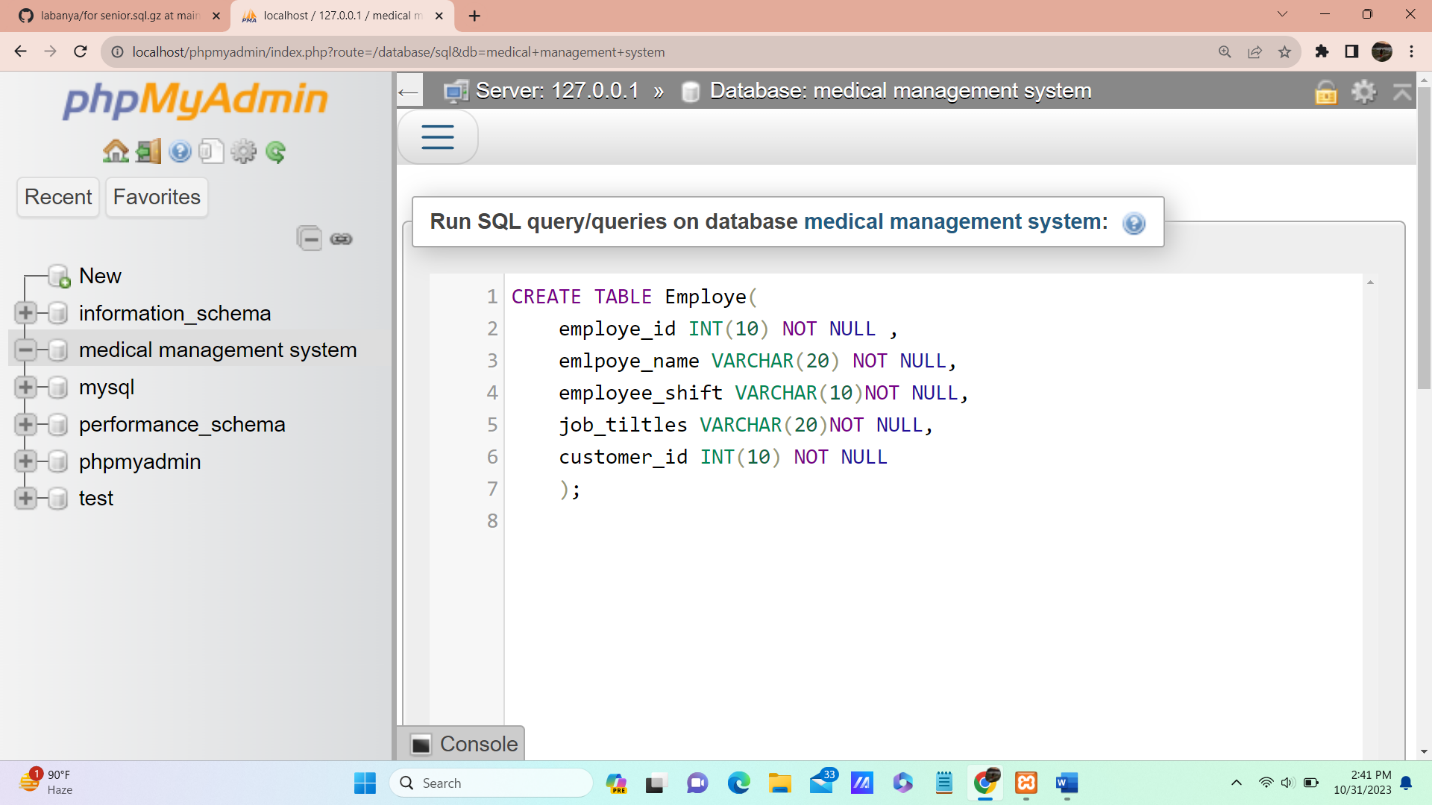 labanya/for senior.sql.gz at main
localhost / 127.0.0.1 / medical m
localhost/phpmyadmin/index.php?route=/database/sql&db=medical+management+system
phpMyAdmin
Recent
Favorites
New
information_schema
medical management system
mysql
performance_schema
phpmyadmin
test
Server: 127.0.0.1 » Database: medical management system
Run SQL query/queries on database medical management system:
1 CREATE TABLE Employe(
2 employe_id INT(10) NOT NULL ,
3 emlpoye_name VARCHAR(20) NOT NULL,
4 employee_shift VARCHAR(10)NOT NULL,
5 job_tiltles VARCHAR(20)NOT NULL,
6 customer_id INT(10) NOT NULL
7 );
8
Console
1
90°F
Haze
Search
PRE
33
2:41 PM
10/31/2023